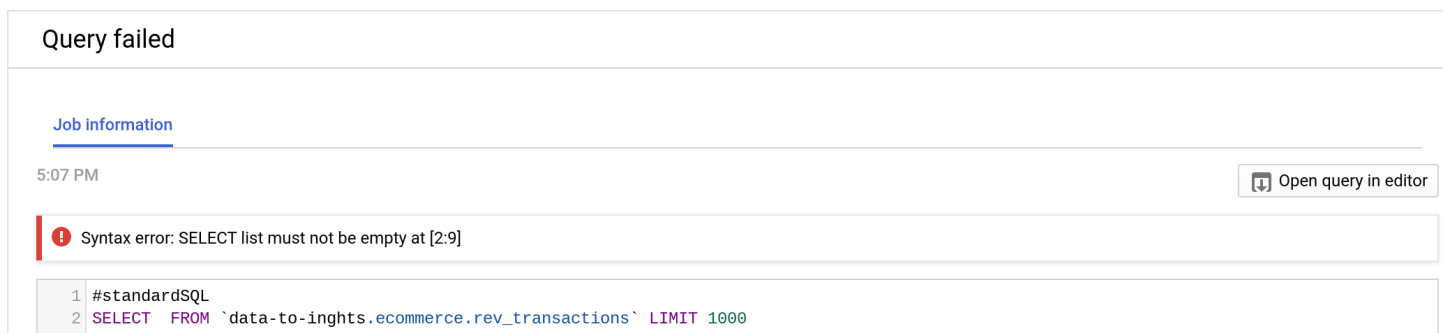 Query failed
Job information
5:07 PM
Open query in editor
Syntax error: SELECT list must not be empty at [2:9]
1 #standardSQL
2 SELECT  FROM `data-to-inghts.ecommerce.rev_transactions` LIMIT 1000